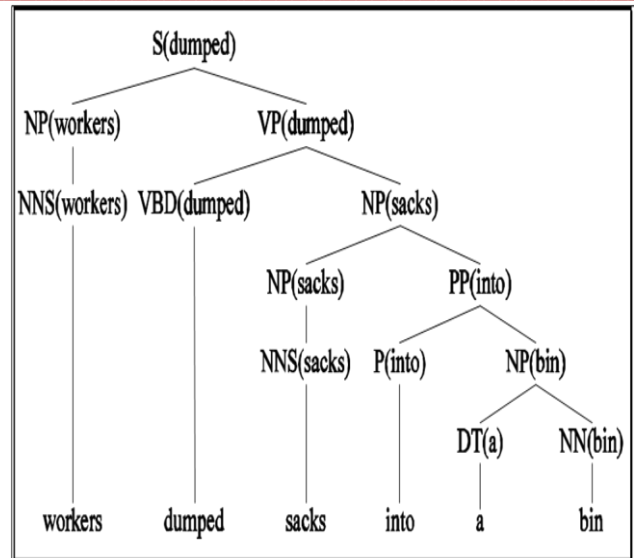 S(dumped)
NP(workers) VP(dumped)
NNS(workers) VBD(dumped) NP(sacks)
NP(sacks) PP(into)
NNS(sacks) P(into) NP(bin)
DT(a) NN(bin)
workers dumped sacks into a bin